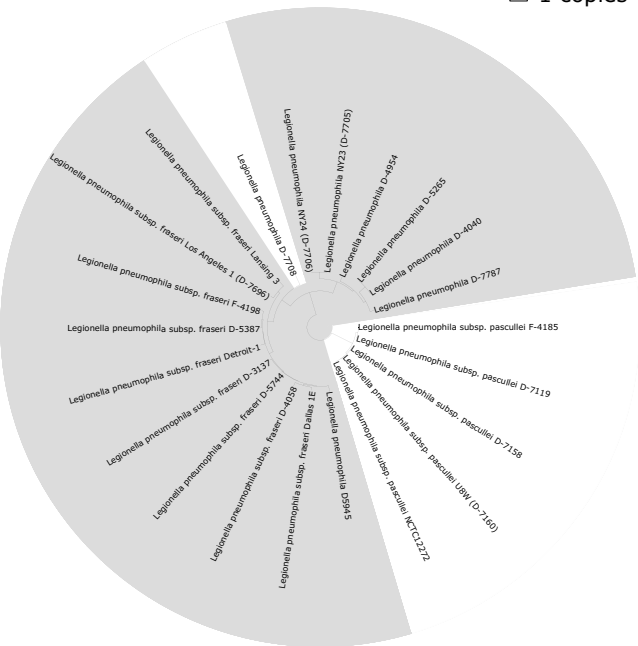 1 copies
Legionella pneumophila NY24 (D-7706)
Legionella pneumophila NY23 (D-7705)
Legionella pneumophila D-4954
Legionella pneumophila D-5265
Legionella pneumophila D-4040
Legionella pneumophila D-7787
Legionella pneumophila subsp. pascullei F-4185
Legionella pneumophila subsp. pascullei D-7119
Legionella pneumophila subsp. pascullei D-7158
Legionella pneumophila subsp. pascullei U8W (D-7160)
Legionella pneumophila subsp. pascullei NCTC12272
Legionella pneumophila D5945
Legionella pneumophila subsp. fraseri Dallas 1E
Legionella pneumophila subsp. fraseri D-4058
Legionella pneumophila subsp. fraseri D-5744
Legionella pneumophila subsp. fraseri D-3137
Legionella pneumophila subsp. fraseri Detroit-1
Legionella pneumophila subsp. fraseri D-5387
Legionella pneumophila subsp. fraseri F-4198
Legionella pneumophila subsp. fraseri Los Angeles 1 (D-7696)
Legionella pneumophila subsp. fraseri Lansing 3
Legionella pneumophila D-7708